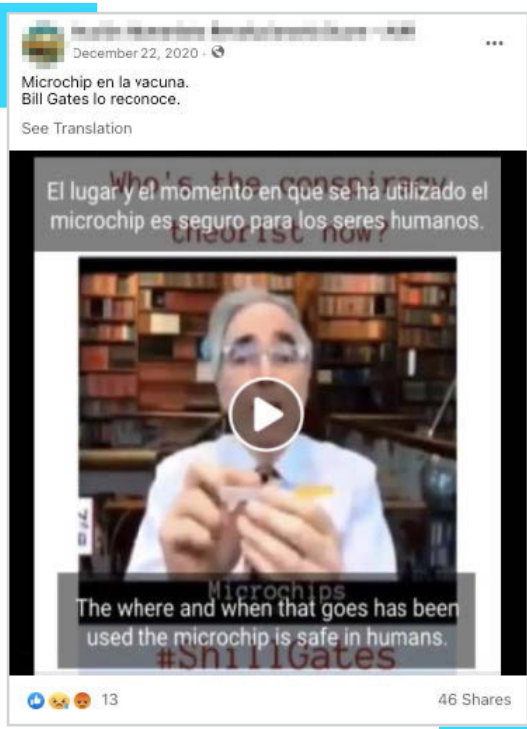 December 22, 2020 ·
Microchip en la vacuna.
Bill Gates lo reconoce.
See Translation
Who's the conspiracy
El lugar y el momento en que se ha utilizado el
microchip es seguro para los seres humanos.
theorist now?
Microchips
The where and when that goes has been
used the microchip is safe in humans.
#ShillGates
13
46 Shares